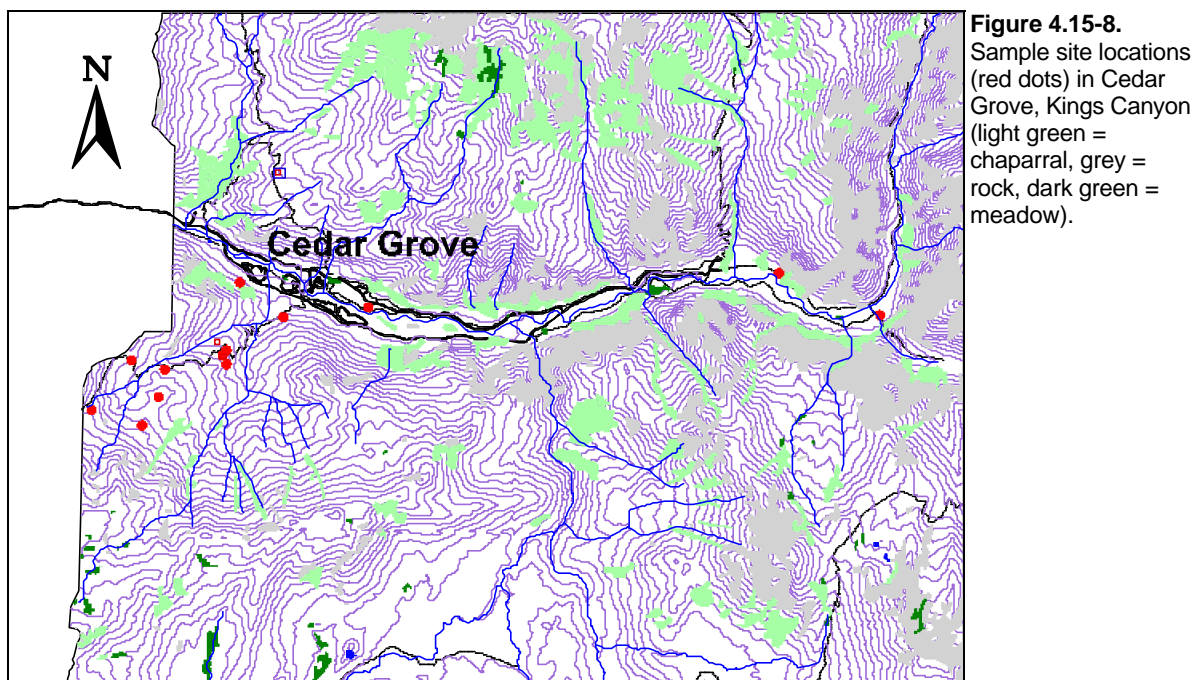 N
Cedar Grove
Figure 4.15-8.
Sample site locations
(red dots) in Cedar
Grove, Kings Canyon
(light green =
chaparral, grey =
rock, dark green =
meadow).